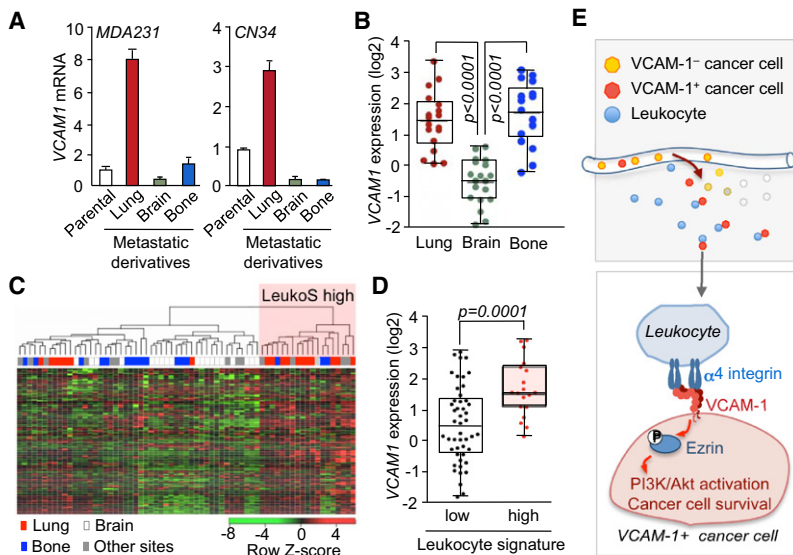 A
MDA231
CN34
VCAM1 mRNA
10
8
6
4
2
0
4
3
2
1
0
Parental
Lung
Brain
Bone
Parental
Lung
Brain
Bone
Metastatic
derivatives
Metastatic
derivatives
B
VCAM1 expression (log2)
4
3
2
1
0
-1
-2
p<0.0001
p<0.0001
Lung
Brain
Bone
C
LeukoS high
Lung
Brain
Bone
Other sites
-8 -4 0 4 8
Row Z-score
D
VCAM1 expression (log2)
4
3
2
1
0
-1
-2
p=0.0001
low
high
Leukocyte signature
E
VCAM-1⁻ cancer cell
VCAM-1⁺ cancer cell
Leukocyte
Leukocyte
α4 integrin
VCAM-1
P
Ezrin
PI3K/Akt activation
Cancer cell survival
VCAM-1+ cancer cell